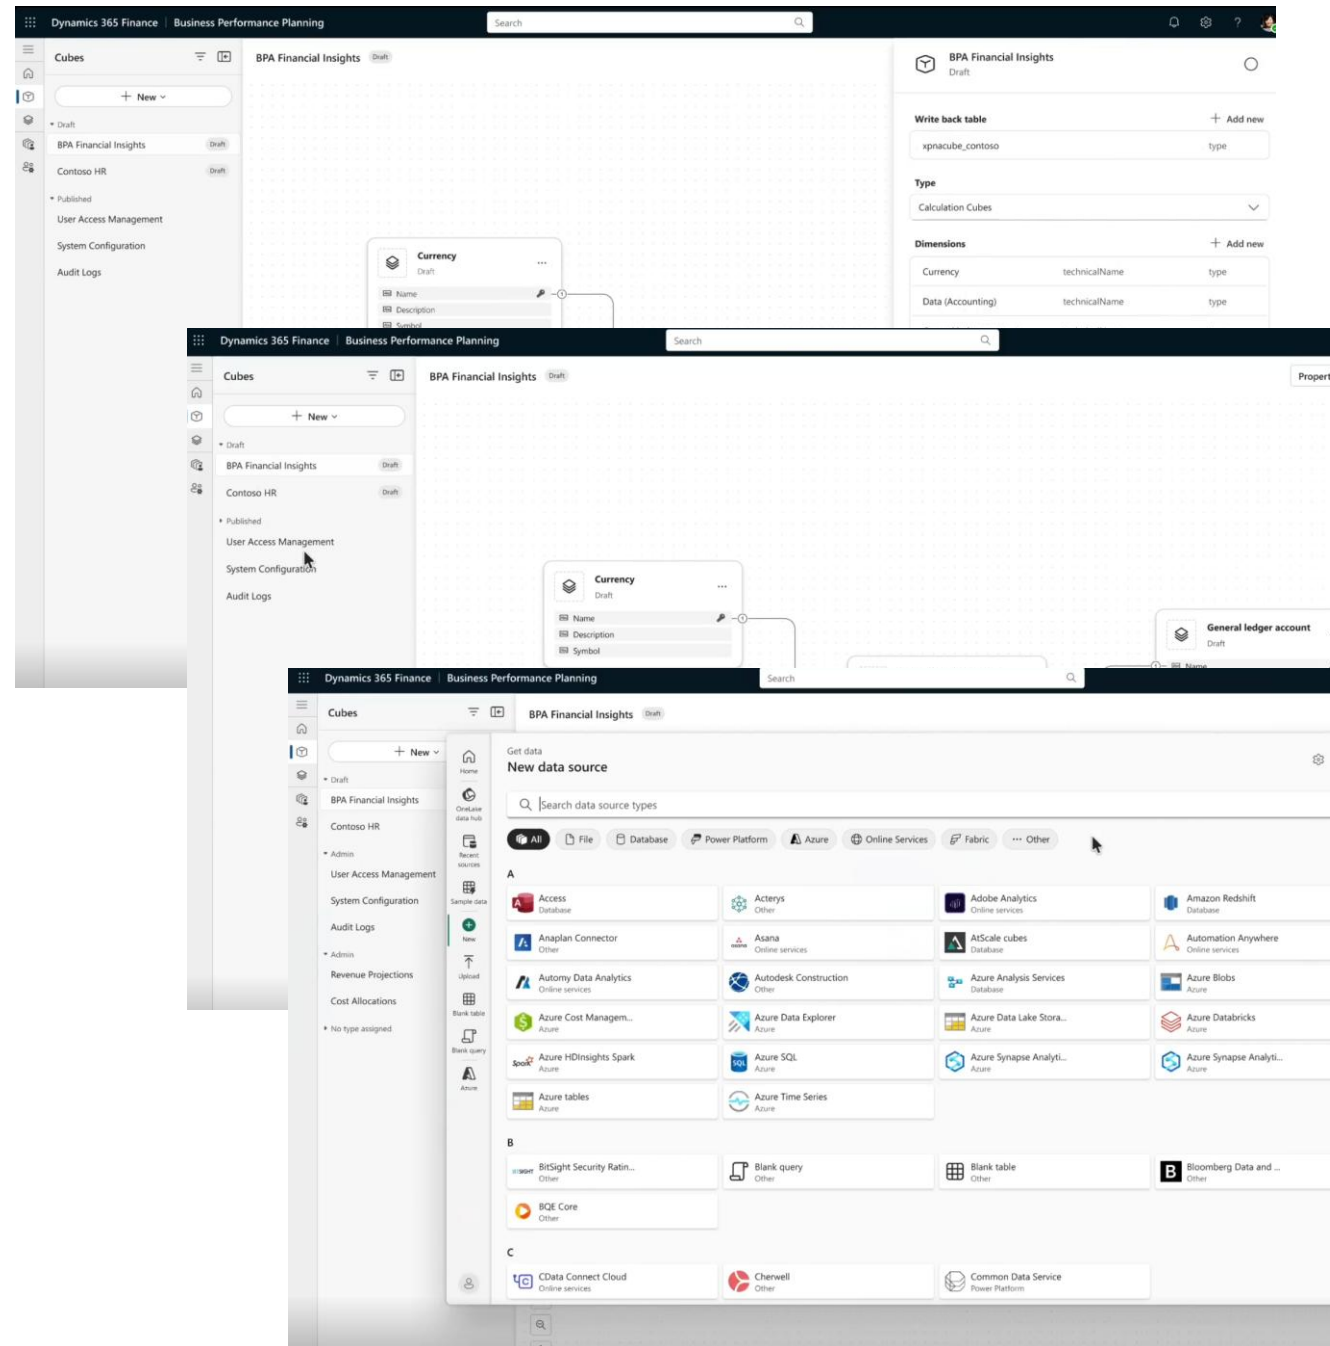 Dynamics 365 Finance | Business Performance Planning
Search
Cubes
BPA Financial Insights Draft
+ New
Draft
BPA Financial Insights Draft
Contoso HR Draft
Published
User Access Management
System Configuration
Audit Logs
Currency
Draft
Name
Description
Symbol
BPA Financial Insights
Draft
Write back table + Add new
xpnacube_contoso type
Type
Calculation Cubes
Dimensions + Add new
Currency technicalName type
Data (Accounting) technicalName type
Dynamics 365 Finance | Business Performance Planning
Search
Cubes
BPA Financial Insights Draft
Propert
+ New
Draft
BPA Financial Insights Draft
Contoso HR Draft
Published
User Access Management
System Configuration
Audit Logs
Currency
Draft
Name
Description
Symbol
General ledger account
Draft
Name
Dynamics 365 Finance | Business Performance Planning
Search
Cubes
BPA Financial Insights Draft
+ New
Draft
BPA Financial Insights
Contoso HR
Admin
User Access Management
System Configuration
Audit Logs
Admin
Revenue Projections
Cost Allocations
No type assigned
Home
OneLake
data hub
Recent
sources
Sample data
New
Upload
Blank table
Blank query
Azure
Get data
New data source
Search data source types
All File Database Power Platform Azure Online Services Fabric ··· Other
A
Access Acterys Adobe Analytics Amazon Redshift
Database Other Online services Database
Anaplan Connector Asana AtScale cubes Automation Anywhere
Other Online services Database Online services
Automy Data Analytics Autodesk Construction Azure Analysis Services Azure Blobs
Online services Other Database Azure
Azure Cost Managem... Azure Data Explorer Azure Data Lake Stora... Azure Databricks
Azure Azure Azure Azure
Azure HDInsights Spark Azure SQL Azure Synapse Analyti... Azure Synapse Analyti...
Azure Azure Azure Azure
Azure tables Azure Time Series
Azure Azure
B
BitSight Security Ratin... Blank query Blank table Bloomberg Data and ...
Other Other Other Other
BQE Core
Other
C
CData Connect Cloud Cherwell Common Data Service
Online services Other Power Platform